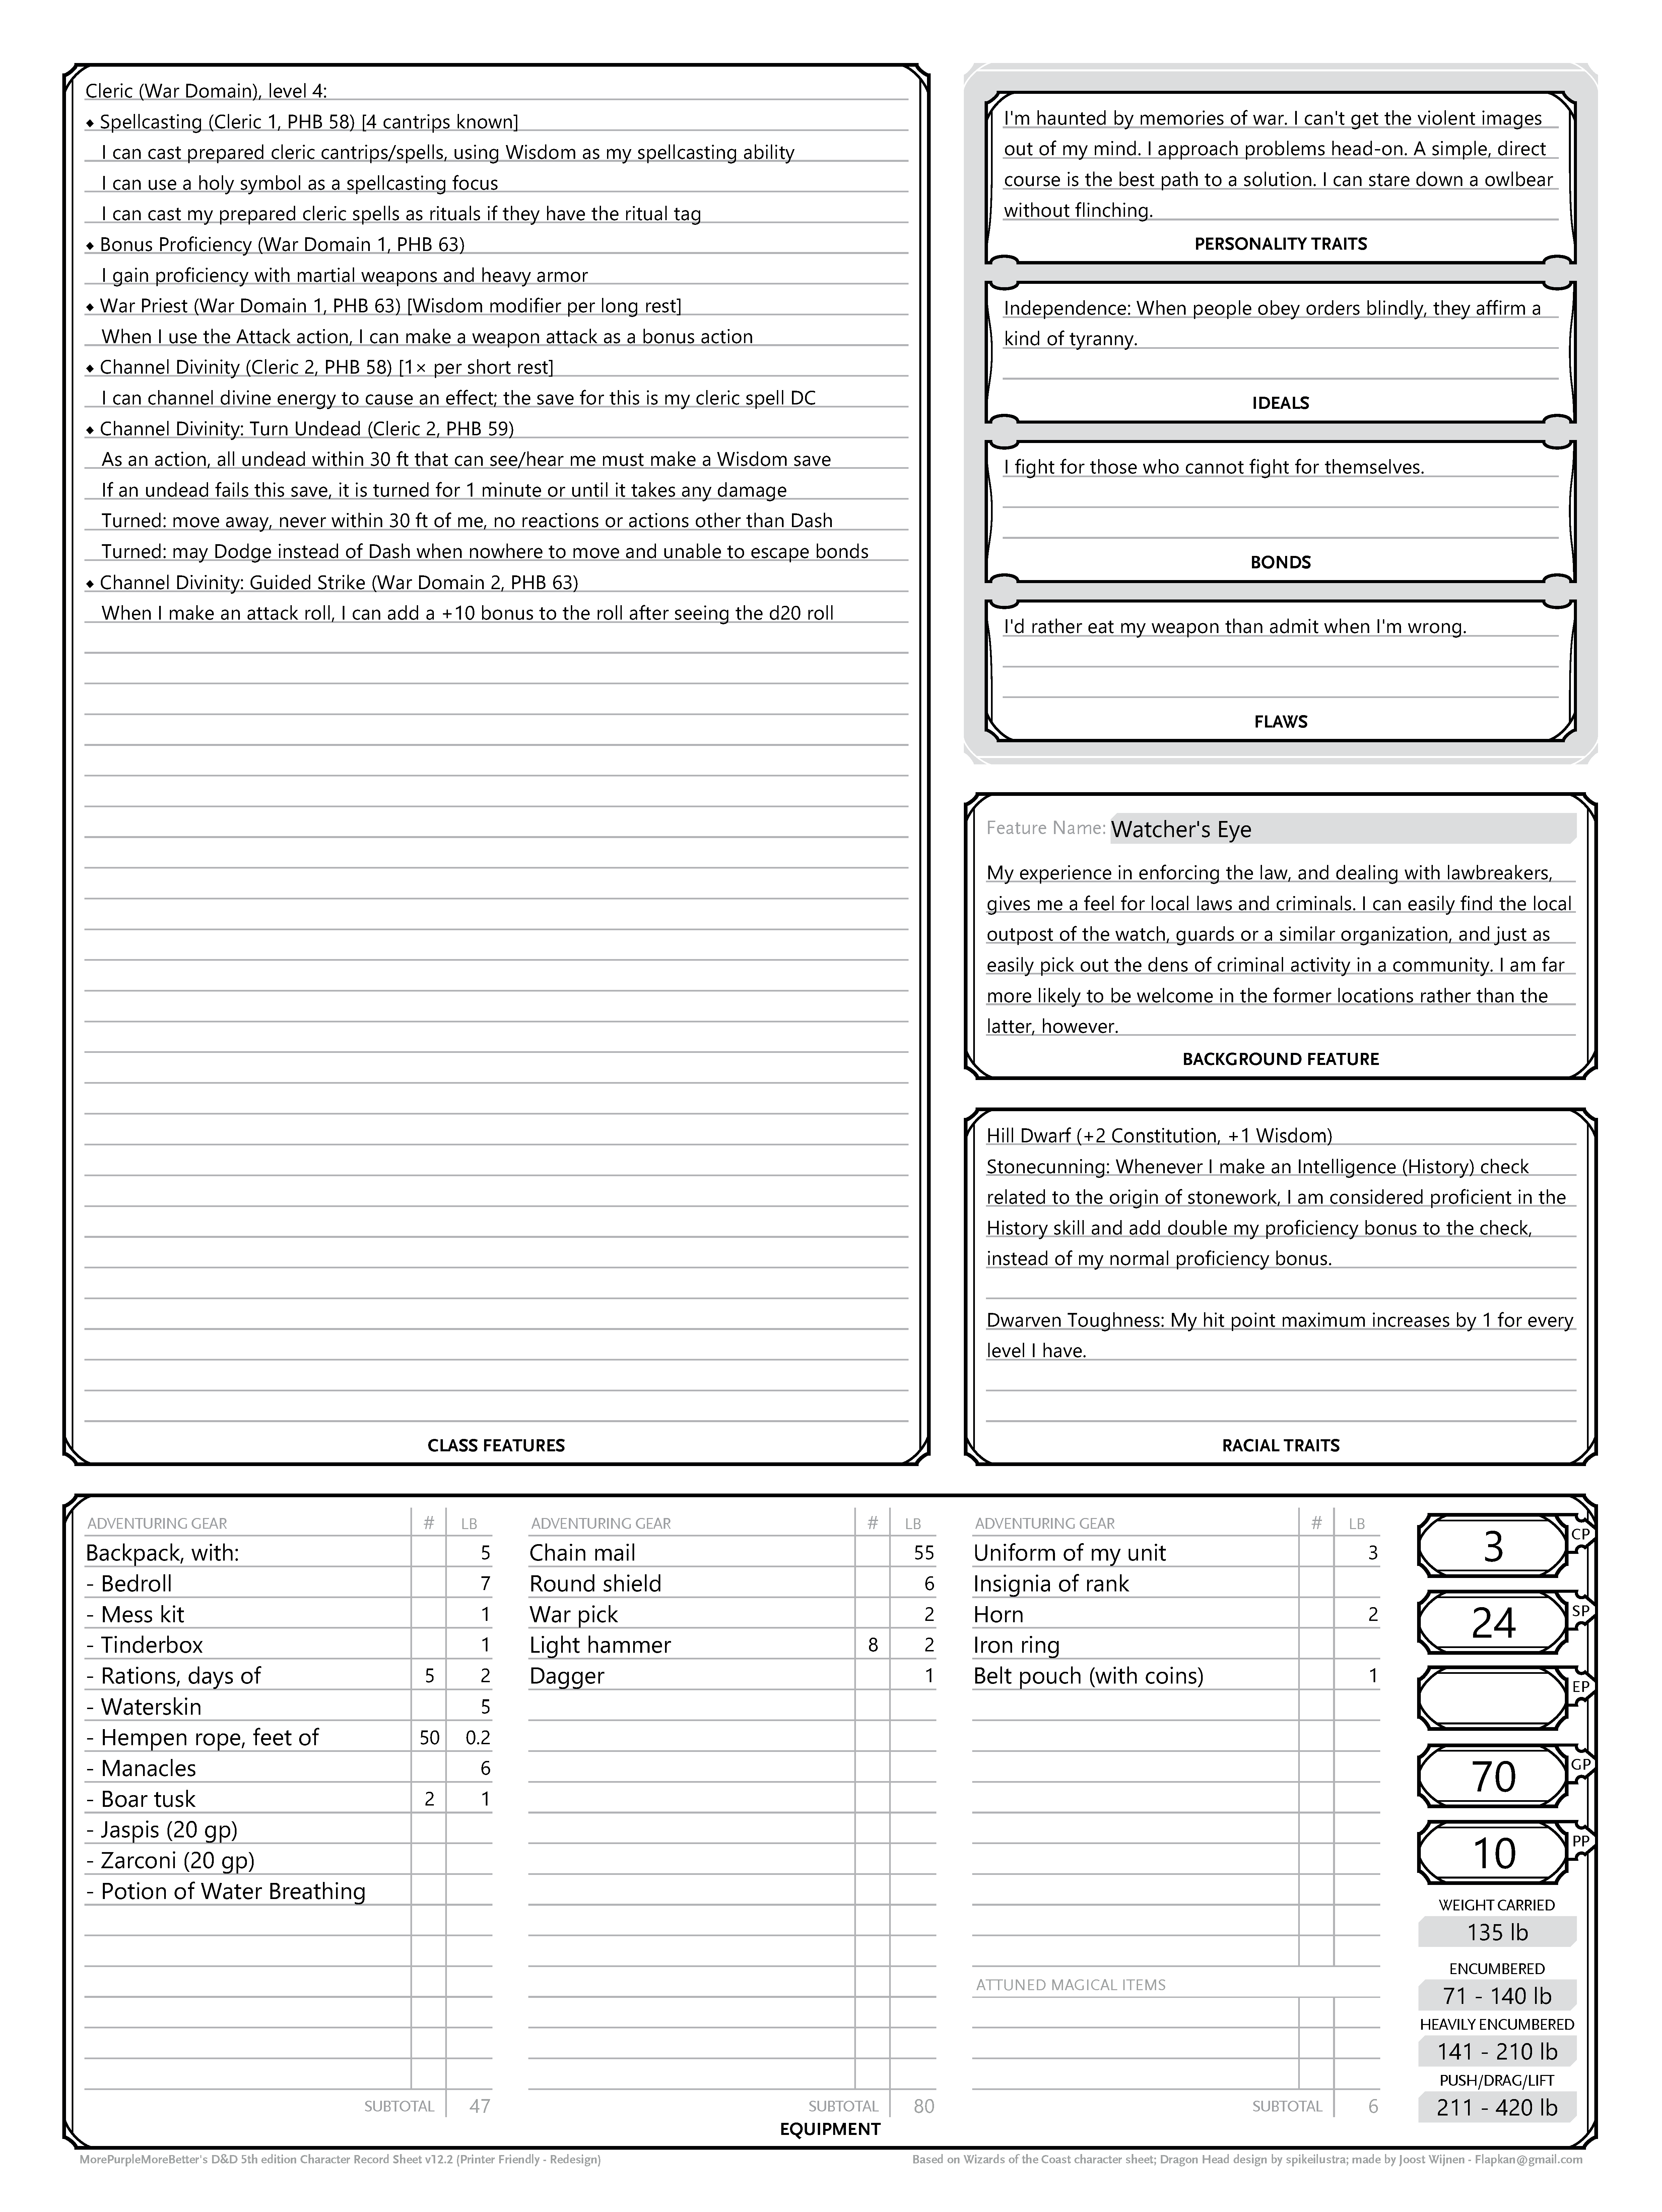 Cleric (War Domain), level 4:
⬥ Spellcasting (Cleric 1, PHB 58) [4 cantrips known]
I can cast prepared cleric cantrips/spells, using Wisdom as my spellcasting ability
I can use a holy symbol as a spellcasting focus
I can cast my prepared cleric spells as rituals if they have the ritual tag
⬥ Bonus Proficiency (War Domain 1, PHB 63)
I gain proficiency with martial weapons and heavy armor
⬥ War Priest (War Domain 1, PHB 63) [Wisdom modifier per long rest]
When I use the Attack action, I can make a weapon attack as a bonus action
⬥ Channel Divinity (Cleric 2, PHB 58) [1× per short rest]
I can channel divine energy to cause an effect; the save for this is my cleric spell DC
⬥ Channel Divinity: Turn Undead (Cleric 2, PHB 59)
As an action, all undead within 30 ft that can see/hear me must make a Wisdom save
If an undead fails this save, it is turned for 1 minute or until it takes any damage
Turned: move away, never within 30 ft of me, no reactions or actions other than Dash
Turned: may Dodge instead of Dash when nowhere to move and unable to escape bonds
⬥ Channel Divinity: Guided Strike (War Domain 2, PHB 63)
When I make an attack roll, I can add a +10 bonus to the roll after seeing the d20 roll
CLASS FEATURES
I'm haunted by memories of war. I can't get the violent images
out of my mind. I approach problems head-on. A simple, direct
course is the best path to a solution. I can stare down a owlbear
without flinching.
PERSONALITY TRAITS
Independence: When people obey orders blindly, they affirm a
kind of tyranny.
IDEALS
I fight for those who cannot fight for themselves.
BONDS
I'd rather eat my weapon than admit when I'm wrong.
FLAWS
Feature Name: Watcher's Eye
My experience in enforcing the law, and dealing with lawbreakers,
gives me a feel for local laws and criminals. I can easily find the local
outpost of the watch, guards or a similar organization, and just as
easily pick out the dens of criminal activity in a community. I am far
more likely to be welcome in the former locations rather than the
latter, however.
BACKGROUND FEATURE
Hill Dwarf (+2 Constitution, +1 Wisdom)
Stonecunning: Whenever I make an Intelligence (History) check
related to the origin of stonework, I am considered proficient in the
History skill and add double my proficiency bonus to the check,
instead of my normal proficiency bonus.
Dwarven Toughness: My hit point maximum increases by 1 for every
level I have.
RACIAL TRAITS
ADVENTURING GEAR # LB
Backpack, with: 5
- Bedroll 7
- Mess kit 1
- Tinderbox 1
- Rations, days of 5 2
- Waterskin 5
- Hempen rope, feet of 50 0.2
- Manacles 6
- Boar tusk 2 1
- Jaspis (20 gp)
- Zarconi (20 gp)
- Potion of Water Breathing
SUBTOTAL 47
ADVENTURING GEAR # LB
Chain mail 55
Round shield 6
War pick 2
Light hammer 8 2
Dagger 1
SUBTOTAL 80
ADVENTURING GEAR # LB
Uniform of my unit 3
Insignia of rank
Horn 2
Iron ring
Belt pouch (with coins) 1
ATTUNED MAGICAL ITEMS
SUBTOTAL 6
3 CP
24 SP
EP
70 GP
10 PP
WEIGHT CARRIED
135 lb
ENCUMBERED
71 - 140 lb
HEAVILY ENCUMBERED
141 - 210 lb
PUSH/DRAG/LIFT
211 - 420 lb
EQUIPMENT
MorePurpleMoreBetter's D&D 5th edition Character Record Sheet v12.2 (Printer Friendly - Redesign)
Based on Wizards of the Coast character sheet; Dragon Head design by spikeilustra; made by Joost Wijnen - Flapkan@gmail.com